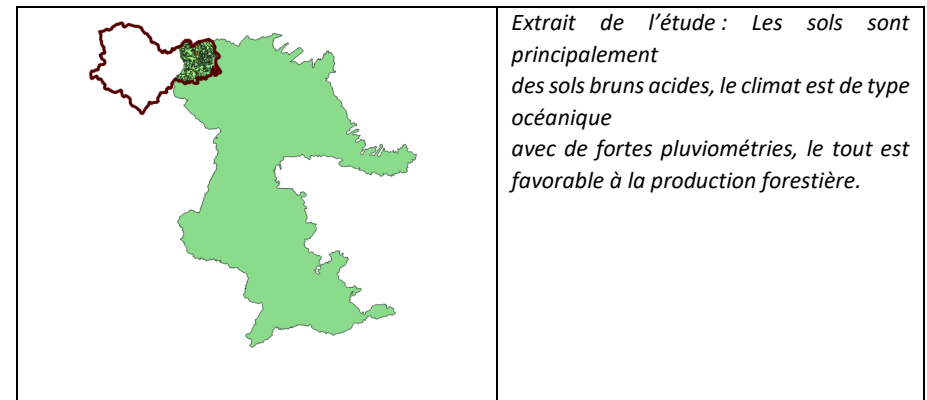 Extrait de l’étude : Les sols sont
principalement
des sols bruns acides, le climat est de type
océanique
avec de fortes pluviométries, le tout est
favorable à la production forestière.